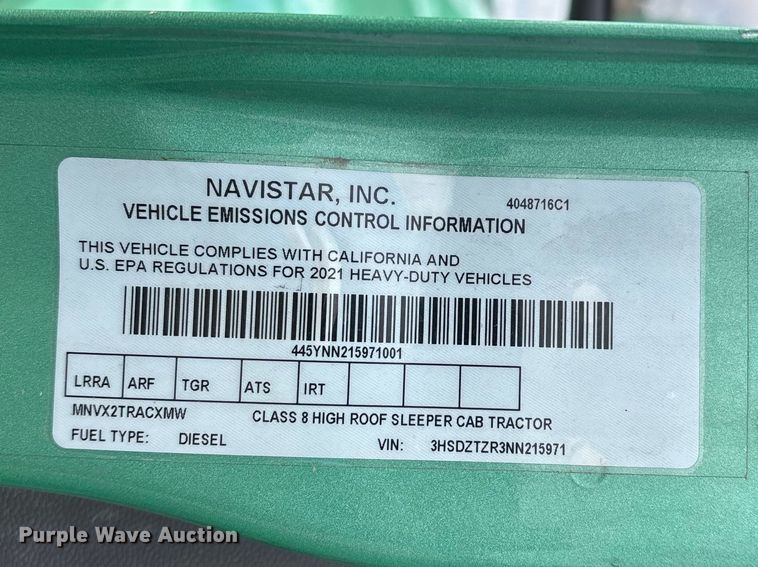 NAVISTAR, INC.
4048716C1
VEHICLE EMISSIONS CONTROL INFORMATION
THIS VEHICLE COMPLIES WITH CALIFORNIA AND
U.S. EPA REGULATIONS FOR 2021 HEAVY-DUTY VEHICLES
445YNN215971001
LRRA ARF TGR ATS IRT
MNVX2TRACXMW CLASS 8 HIGH ROOF SLEEPER CAB TRACTOR
FUEL TYPE: DIESEL VIN: 3HSDZTZR3NN215971
Purple Wave Auction